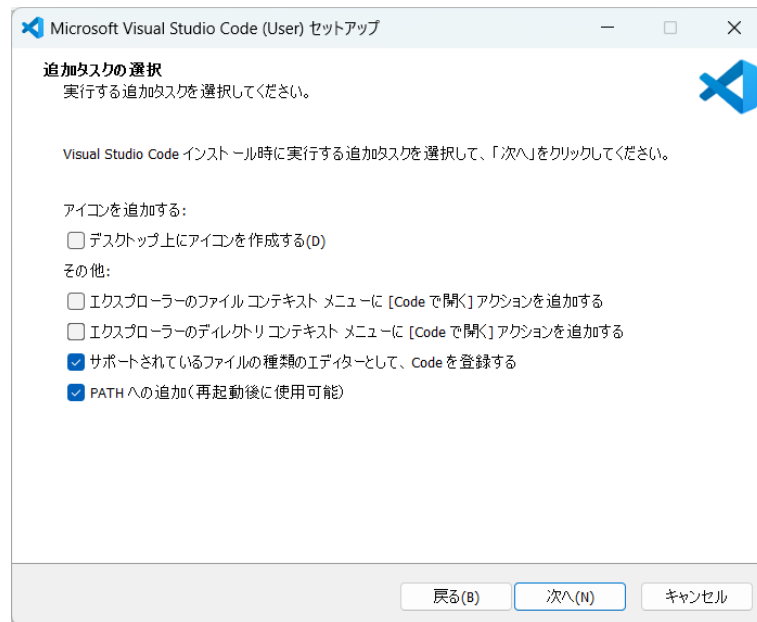 Microsoft Visual Studio Code (User) セットアップ
追加タスクの選択
実行する追加タスクを選択してください。
Visual Studio Code インストール時に実行する追加タスクを選択して、「次へ」をクリックしてください。
アイコンを追加する:
デスクトップ上にアイコンを作成する(D)
その他:
エクスプローラーのファイル コンテキスト メニューに [Code で開く] アクションを追加する
エクスプローラーのディレクトリ コンテキスト メニューに [Code で開く] アクションを追加する
サポートされているファイルの種類のエディターとして、Code を登録する
PATH への追加(再起動後に使用可能)
戻る(B) 次へ(N) キャンセル